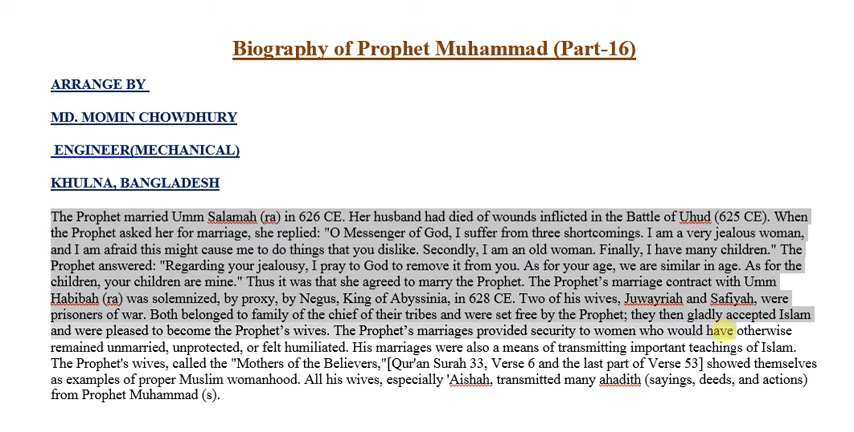 Biography of Prophet Muhammad (Part-16)
ARRANGE BY
MD. MOMIN CHOWDHURY
ENGINEER(MECHANICAL)
KHULNA, BANGLADESH
The Prophet married Umm Salamah (ra) in 626 CE. Her husband had died of wounds inflicted in the Battle of Uhud (625 CE). When
the Prophet asked her for marriage, she replied: "O Messenger of God, I suffer from three shortcomings. I am a very jealous woman,
and I am afraid this might cause me to do things that you dislike. Secondly, I am an old woman. Finally, I have many children." The
Prophet answered: "Regarding your jealousy, I pray to God to remove it from you. As for your age, we are similar in age. As for the
children, your children are mine." Thus it was that she agreed to marry the Prophet. The Prophet's marriage contract with Umm
Habibah (ra) was solemnized, by proxy, by Negus, King of Abyssinia, in 628 CE. Two of his wives, Juwayriah and Safiyah, were
prisoners of war. Both belonged to family of the chief of their tribes and were set free by the Prophet; they then gladly accepted Islam
and were pleased to become the Prophet's wives. The Prophet's marriages provided security to women who would have otherwise
remained unmarried, unprotected, or felt humiliated. His marriages were also a means of transmitting important teachings of Islam.
The Prophet's wives, called the "Mothers of the Believers,"[Qur'an Surah 33, Verse 6 and the last part of Verse 53] showed themselves
as examples of proper Muslim womanhood. All his wives, especially 'Aishah, transmitted many ahadith (sayings, deeds, and actions)
from Prophet Muhammad (s).